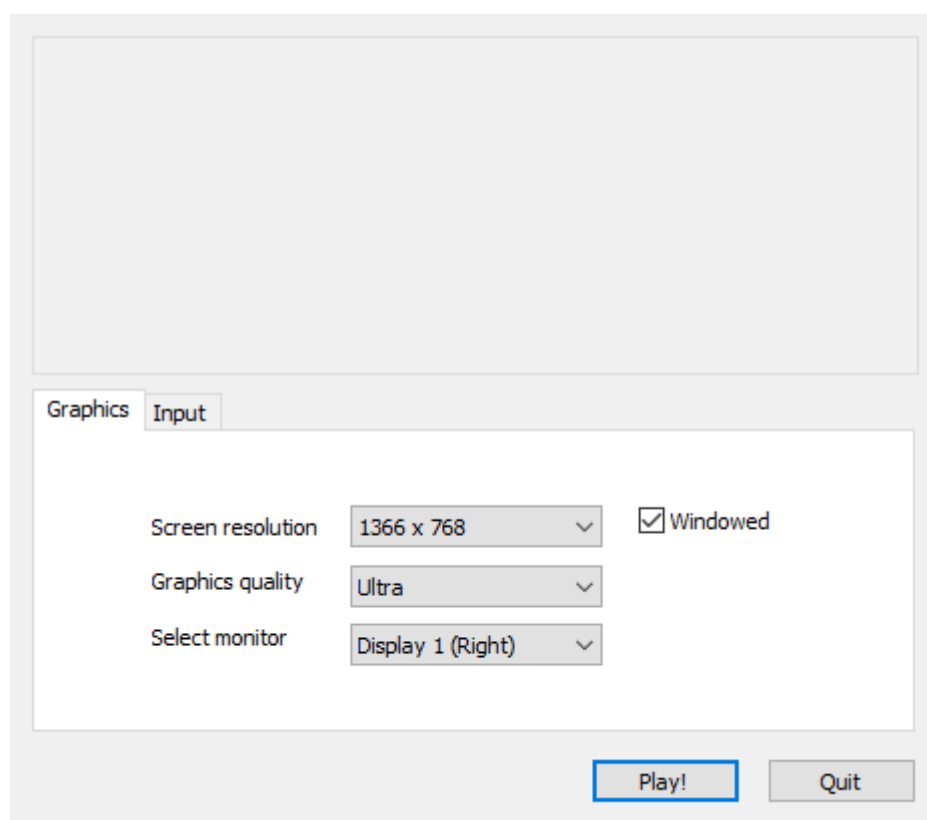 Graphics Input
Screen resolution 1366 x 768 Windowed
Graphics quality Ultra
Select monitor Display 1 (Right)
Play! Quit